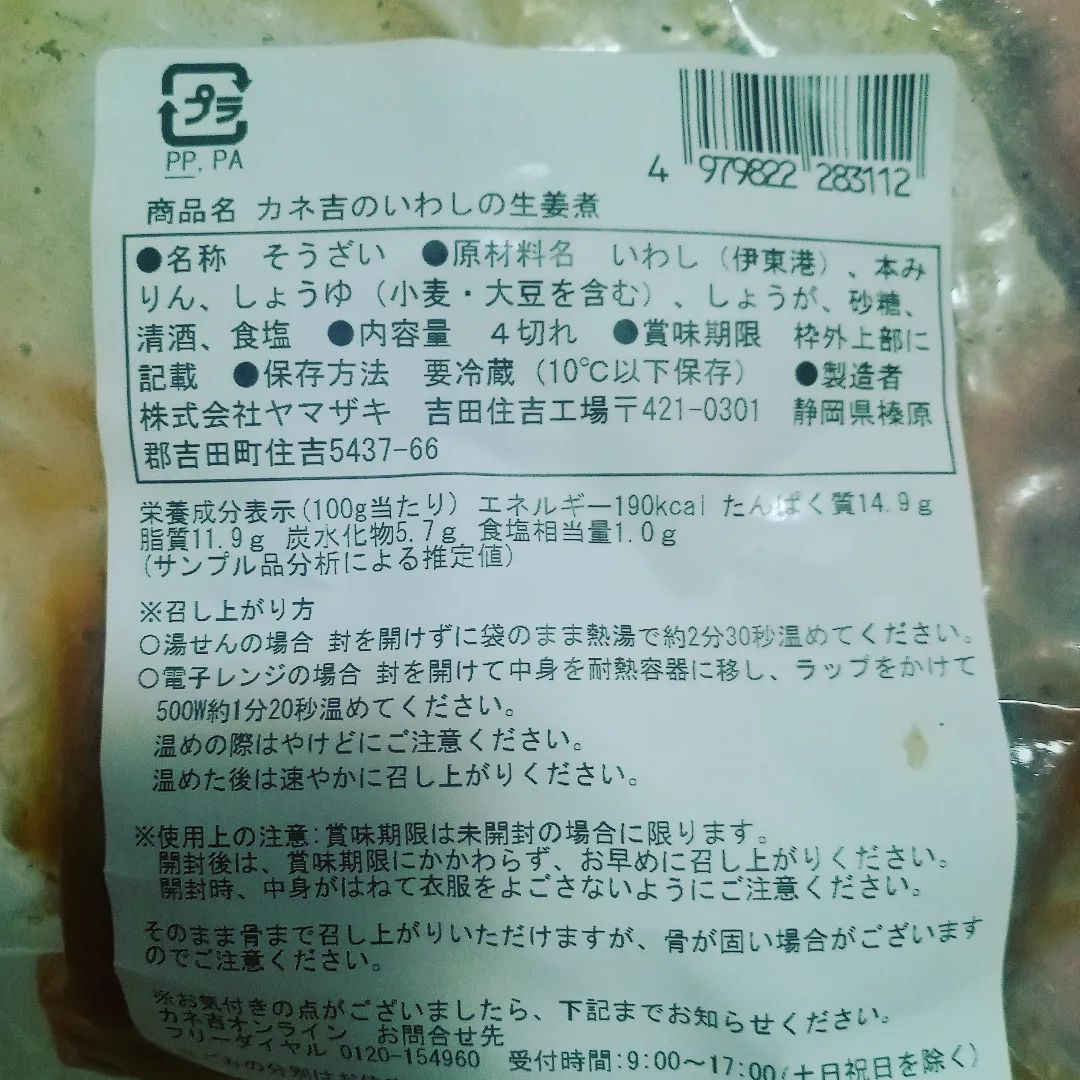 プラ
PP, PA
4 979822 283112
商品名 カネ吉のいわしの生姜煮
●名称 そうざい ●原材料名 いわし（伊東港）、本み
りん、しょうゆ（小麦・大豆を含む）、しょうが、砂糖、
清酒、食塩 ●内容量 ４切れ ●賞味期限 枠外上部に
記載 ●保存方法 要冷蔵（10℃以下保存） ●製造者
株式会社ヤマザキ 吉田住吉工場〒421-0301 静岡県榛原
郡吉田町住吉5437-66
栄養成分表示(100g当たり) エネルギー190kcal たんぱく質14.9ｇ
脂質11.9ｇ 炭水化物5.7ｇ 食塩相当量1.0ｇ
(サンプル品分析による推定値)
※召し上がり方
○湯せんの場合 封を開けずに袋のまま熱湯で約2分30秒温めてください。
○電子レンジの場合 封を開けて中身を耐熱容器に移し、ラップをかけて
500W約1分20秒温めてください。
温めの際はやけどにご注意ください。
温めた後は速やかに召し上がりください。
※使用上の注意:賞味期限は未開封の場合に限ります。
開封後は、賞味期限にかかわらず、お早めに召し上がりください。
開封時、中身がはねて衣服をよごさないようにご注意ください。
そのまま骨まで召し上がりいただけますが、骨が固い場合がございます
のでご注意ください。
※お気付きの点がございましたら、下記までお知らせください。
カネ吉オンライン お問合せ先
フリーダイヤル 0120-154960 受付時間:9:00～17:00(土日祝日を除く)